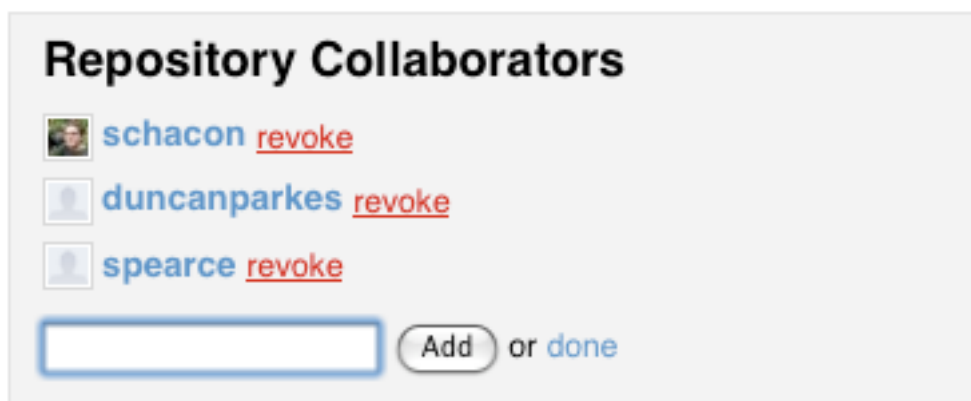 Repository Collaborators
schacon revoke
duncanparkes revoke
spearce revoke
Add or done